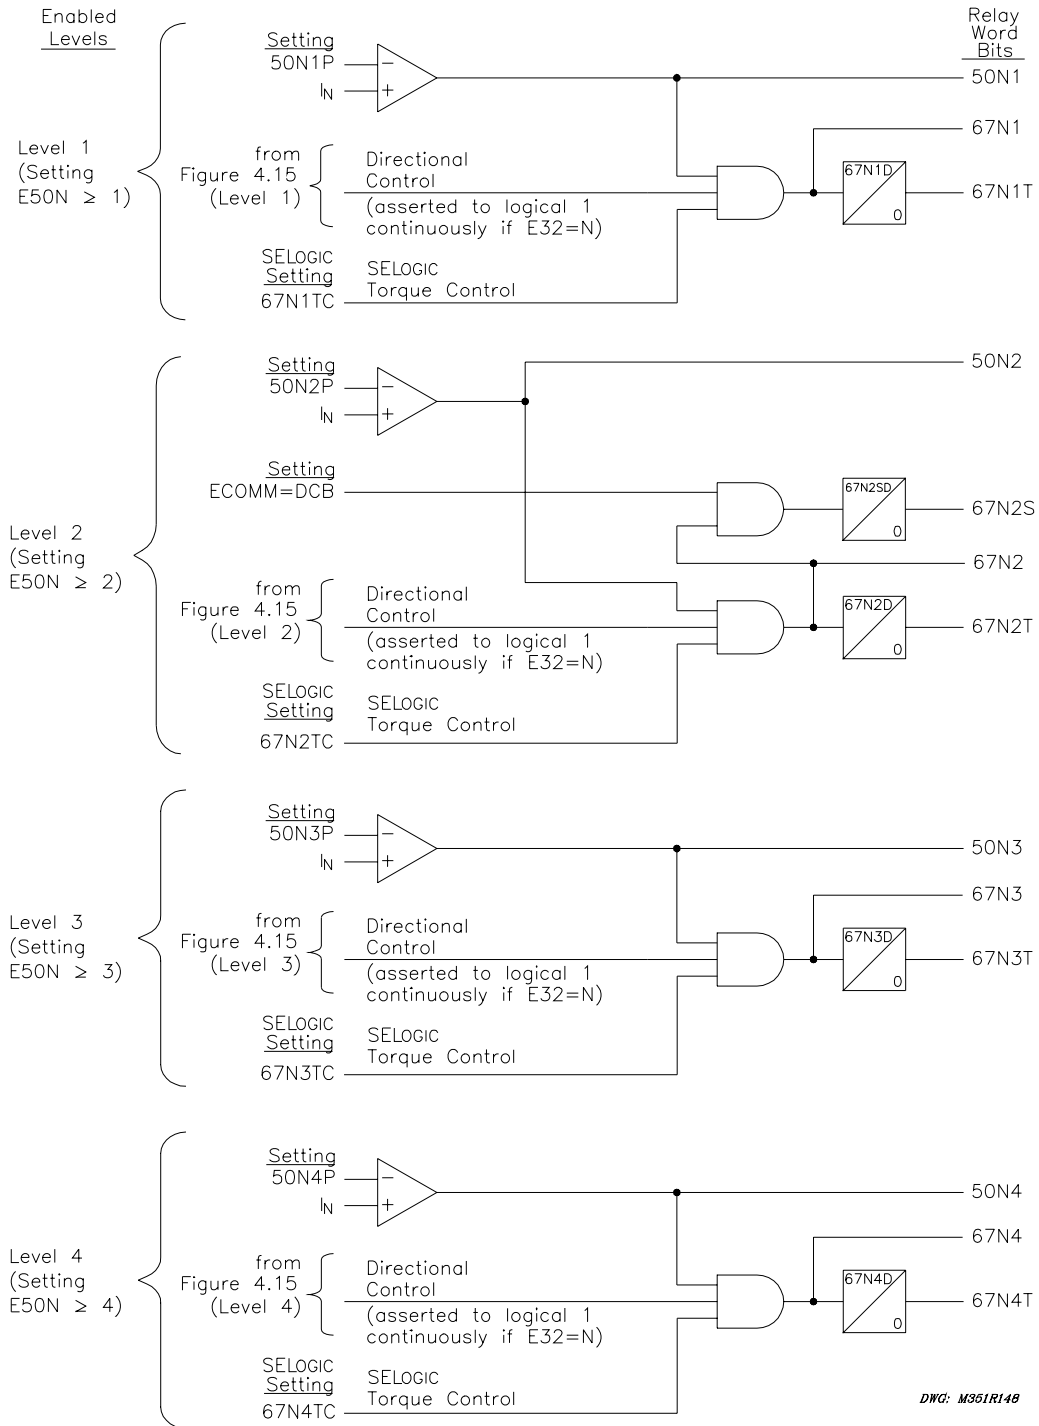 Enabled
Levels
Relay
Word
Bits
Level 1
(Setting
E50N ≥ 1)
Setting
50N1P
IN
−
+
50N1
67N1
from
Figure 4.15
(Level 1)
Directional
Control
(asserted to logical 1
continuously if E32=N)
67N1D
0
67N1T
SELOGIC
Setting
67N1TC
SELOGIC
Torque Control
Level 2
(Setting
E50N ≥ 2)
Setting
50N2P
IN
−
+
50N2
Setting
ECOMM=DCB
67N2SD
0
67N2S
67N2
from
Figure 4.15
(Level 2)
Directional
Control
(asserted to logical 1
continuously if E32=N)
67N2D
0
67N2T
SELOGIC
Setting
67N2TC
SELOGIC
Torque Control
Level 3
(Setting
E50N ≥ 3)
Setting
50N3P
IN
−
+
50N3
67N3
from
Figure 4.15
(Level 3)
Directional
Control
(asserted to logical 1
continuously if E32=N)
67N3D
0
67N3T
SELOGIC
Setting
67N3TC
SELOGIC
Torque Control
Level 4
(Setting
E50N ≥ 4)
Setting
50N4P
IN
−
+
50N4
67N4
from
Figure 4.15
(Level 4)
Directional
Control
(asserted to logical 1
continuously if E32=N)
67N4D
0
67N4T
SELOGIC
Setting
67N4TC
SELOGIC
Torque Control
DWG: M351R148